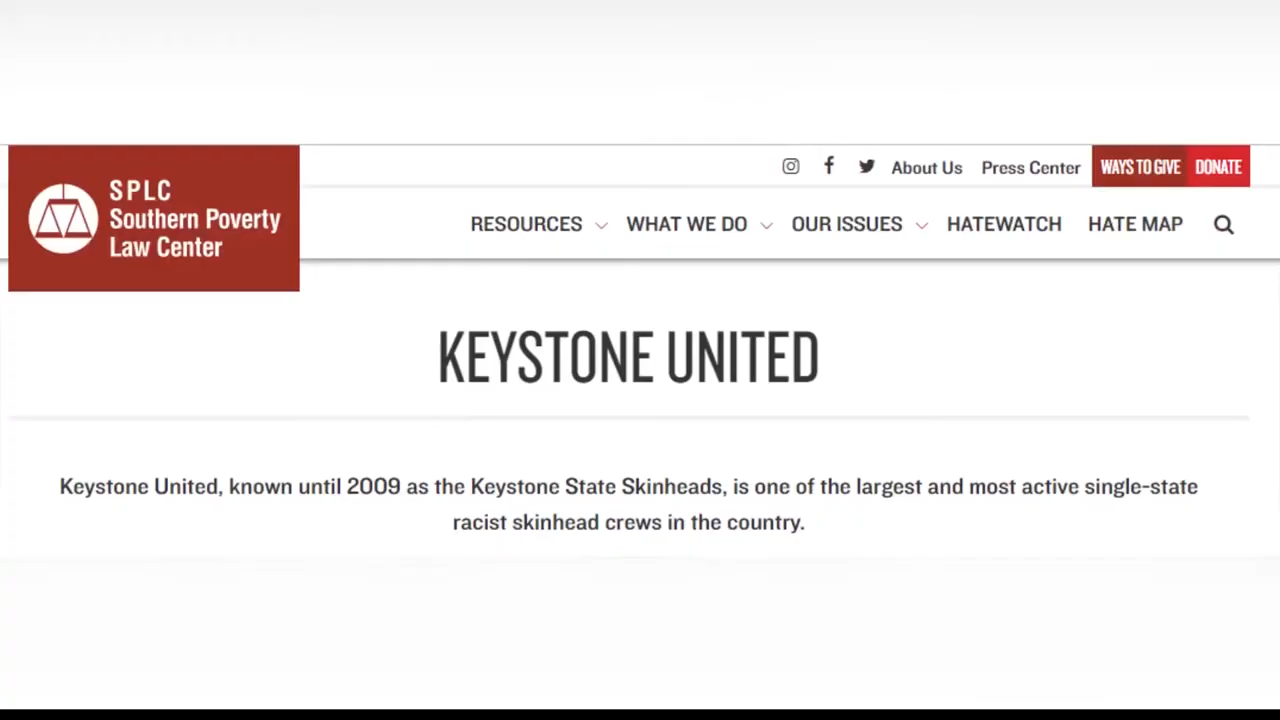 SPLC
Southern Poverty
Law Center
About Us Press Center WAYS TO GIVE DONATE
RESOURCES WHAT WE DO OUR ISSUES HATEWATCH HATE MAP
KEYSTONE UNITED
Keystone United, known until 2009 as the Keystone State Skinheads, is one of the largest and most active single-state
racist skinhead crews in the country.